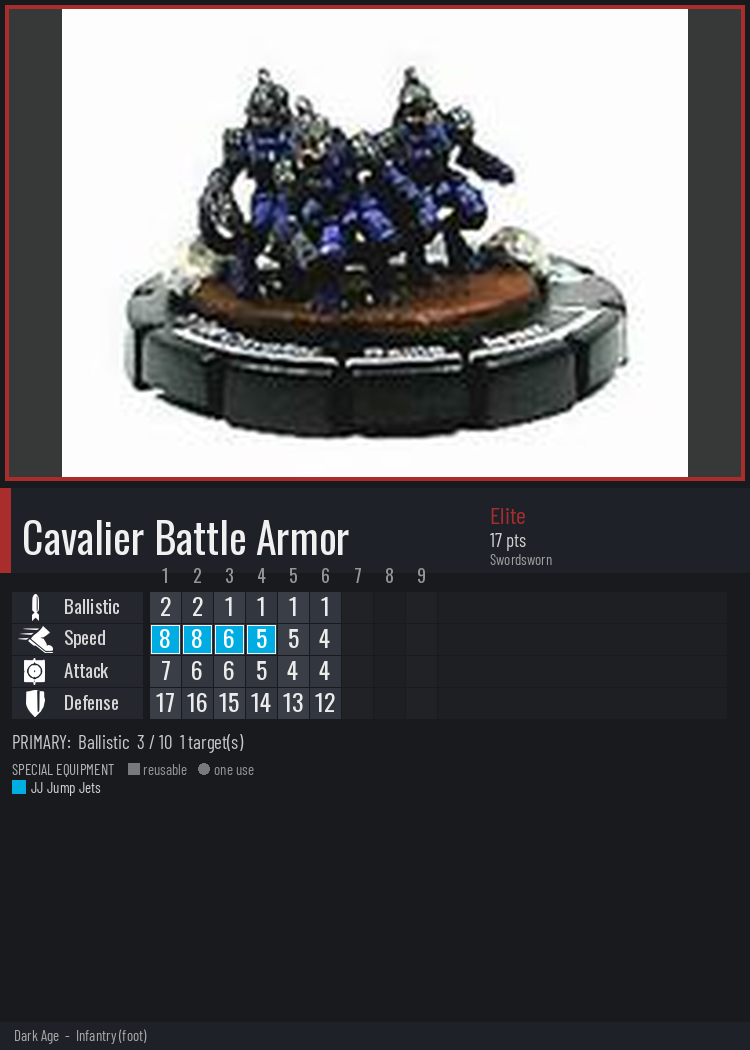 Cavalier Battle Armor
Elite
17 pts
Swordsworn
1 2 3 4 5 6 7 8 9
Ballistic 2 2 1 1 1 1
Speed 8 8 6 5 5 4
Attack 7 6 6 5 4 4
Defense 17 16 15 14 13 12
PRIMARY: Ballistic 3 / 10 1 target(s)
SPECIAL EQUIPMENT reusable one use
JJ Jump Jets
Dark Age - Infantry (foot)